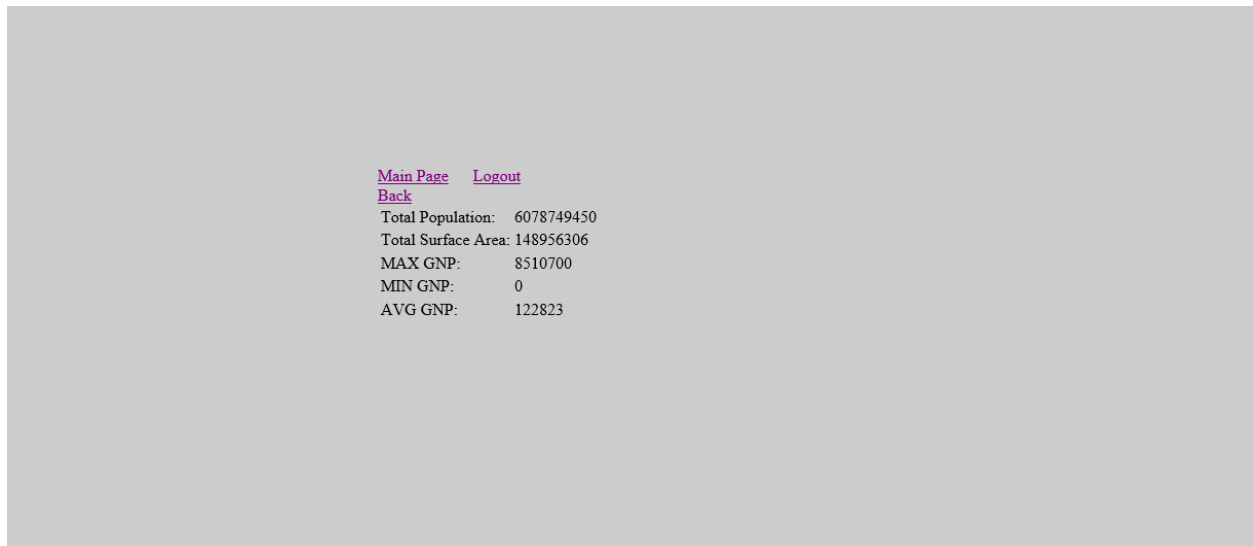 Main Page Logout
Back
Total Population: 6078749450
Total Surface Area: 148956306
MAX GNP: 8510700
MIN GNP: 0
AVG GNP: 122823